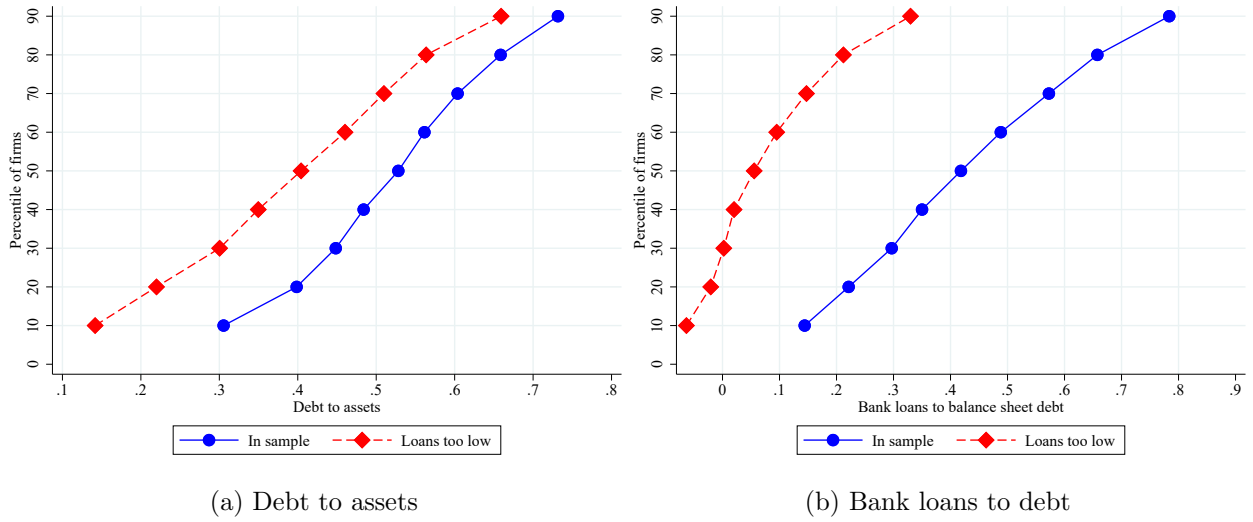 Percentile of firms
90
80
70
60
50
40
30
20
10
0
.1 .2 .3 .4 .5 .6 .7 .8
Debt to assets
In sample Loans too low
(a) Debt to assets
Percentile of firms
90
80
70
60
50
40
30
20
10
0
0 .1 .2 .3 .4 .5 .6 .7 .8 .9
Bank loans to balance sheet debt
In sample Loans too low
(b) Bank loans to debt